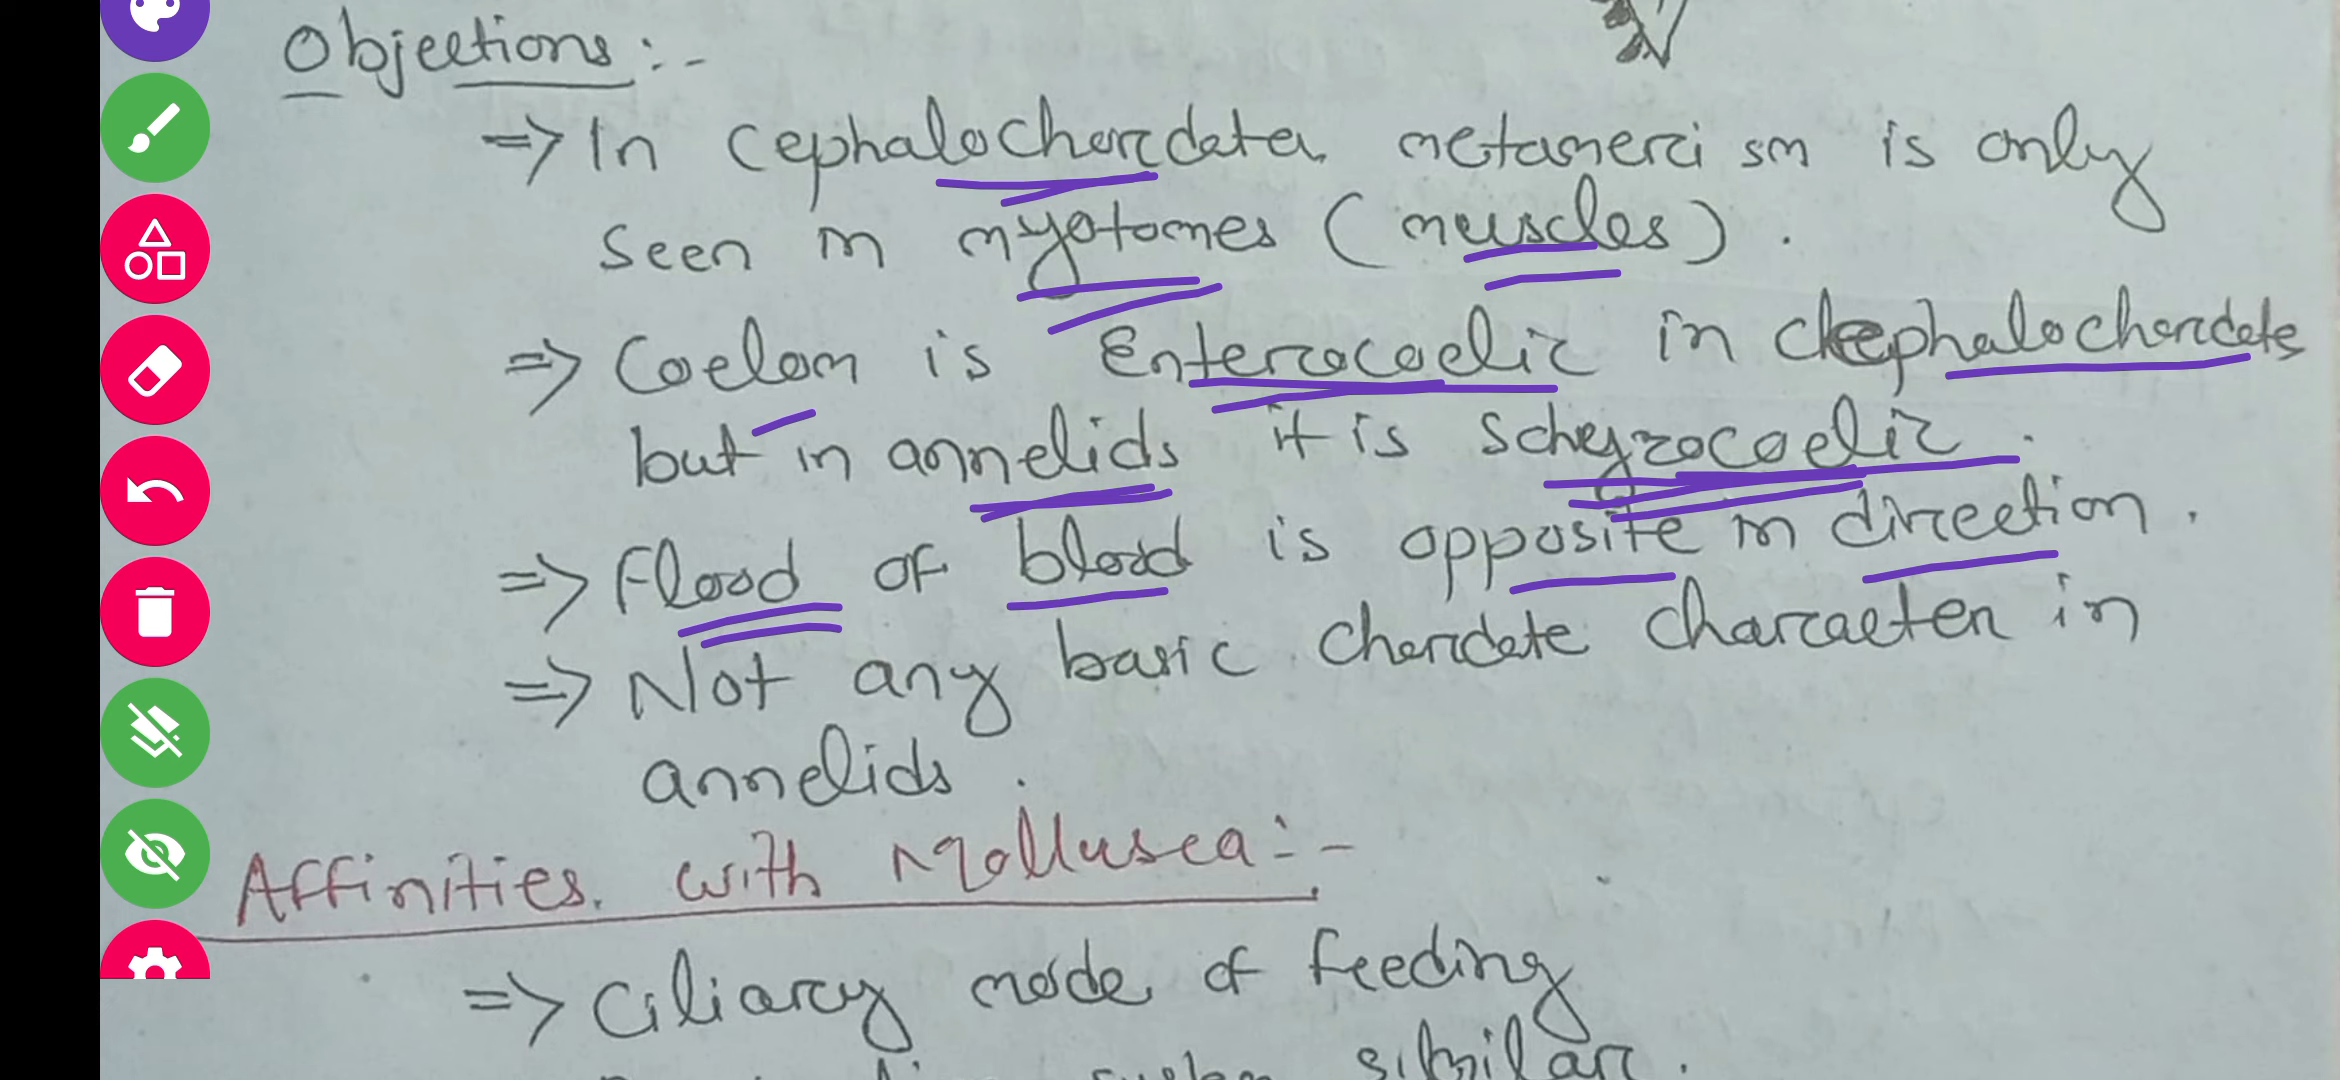 Objections :-
=> In cephalochordata metamerism is only
seen in myotomes (muscles) .
=> Coelom is Enterocoelic in cephalochordate
but in annelids it is schyzocoelic .
=> Flood of blood is opposite in direction .
=> Not any basic chordate character in
annelids .
Affinities with Mollusca :-
=> Ciliary mode of feeding
similar .